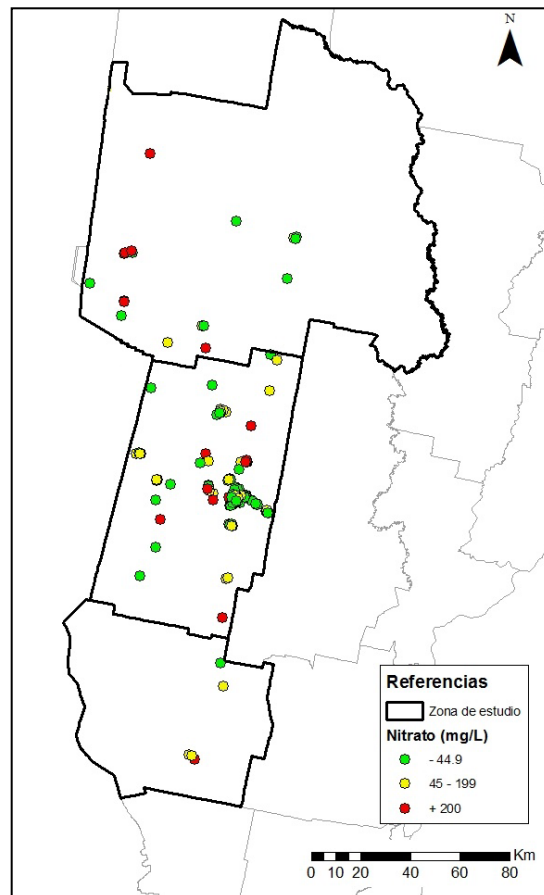 N
Referencias
Zona de estudio
Nitrato (mg/L)
- 44.9
45 - 199
+ 200
Km
0 10 20 40 60 80